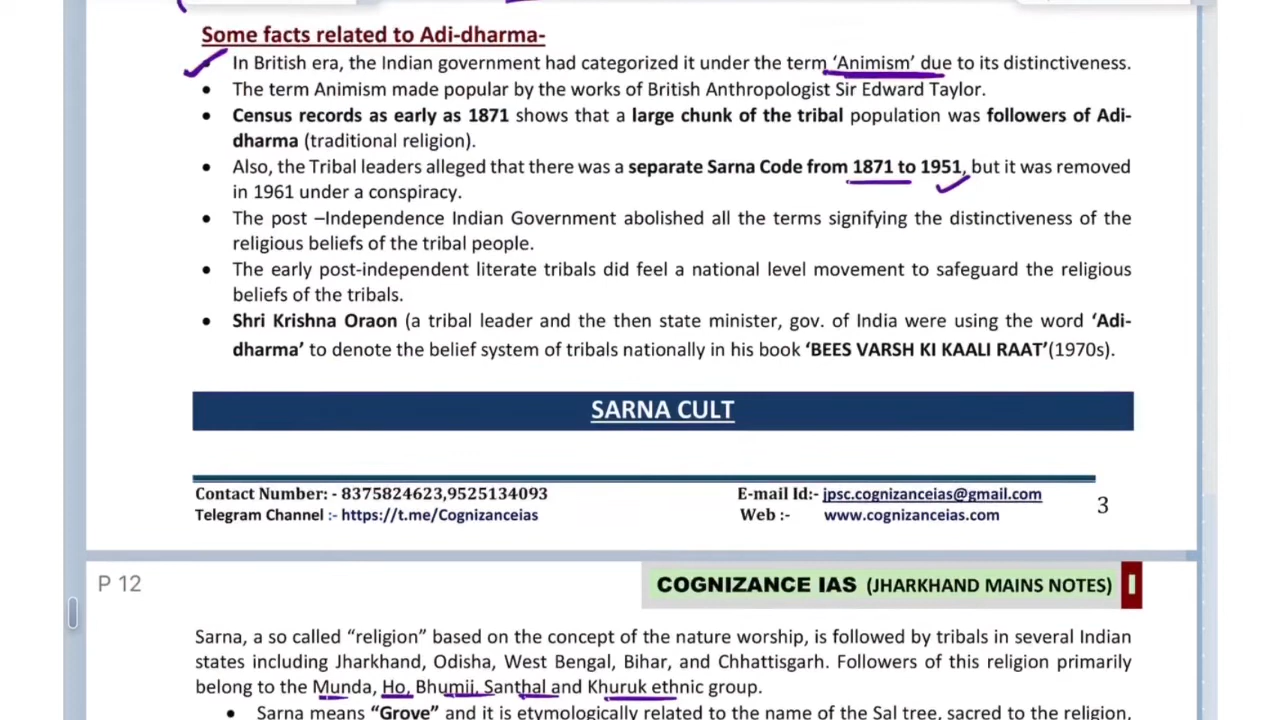 Some facts related to Adi-dharma-
In British era, the Indian government had categorized it under the term ‘Animism’ due to its distinctiveness.
• The term Animism made popular by the works of British Anthropologist Sir Edward Taylor.
• Census records as early as 1871 shows that a large chunk of the tribal population was followers of Adi-
dharma (traditional religion).
• Also, the Tribal leaders alleged that there was a separate Sarna Code from 1871 to 1951, but it was removed
in 1961 under a conspiracy.
• The post –Independence Indian Government abolished all the terms signifying the distinctiveness of the
religious beliefs of the tribal people.
• The early post-independent literate tribals did feel a national level movement to safeguard the religious
beliefs of the tribals.
• Shri Krishna Oraon (a tribal leader and the then state minister, gov. of India were using the word ‘Adi-
dharma’ to denote the belief system of tribals nationally in his book ‘BEES VARSH KI KAALI RAAT’(1970s).
SARNA CULT
Contact Number: - 8375824623,9525134093 E-mail Id:- jpsc.cognizanceias@gmail.com
Telegram Channel :- https://t.me/Cognizanceias Web :- www.cognizanceias.com
3
P 12
COGNIZANCE IAS (JHARKHAND MAINS NOTES)
Sarna, a so called “religion” based on the concept of the nature worship, is followed by tribals in several Indian
states including Jharkhand, Odisha, West Bengal, Bihar, and Chhattisgarh. Followers of this religion primarily
belong to the Munda, Ho, Bhumij, Santhal and Khuruk ethnic group.
• Sarna means “Grove” and it is etymologically related to the name of the Sal tree, sacred to the religion,